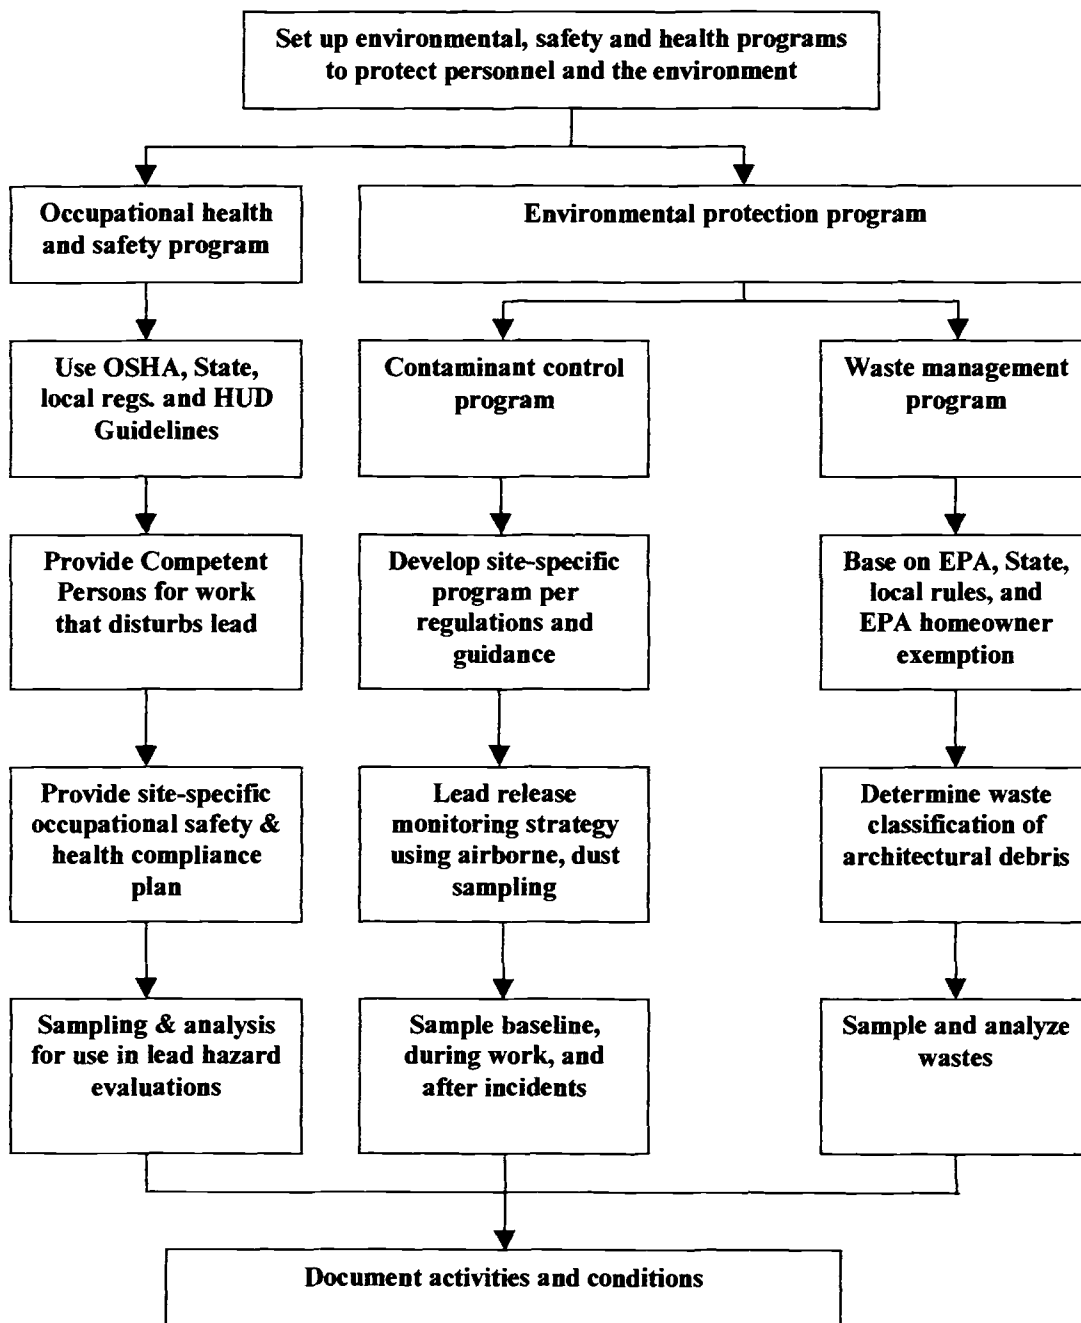 Set up environmental, safety and health programs
to protect personnel and the environment
Occupational health
and safety program
Environmental protection program
Use OSHA, State,
local regs. and HUD
Guidelines
Contaminant control
program
Waste management
program
Provide Competent
Persons for work
that disturbs lead
Develop site-specific
program per
regulations and
guidance
Base on EPA, State,
local rules, and
EPA homeowner
exemption
Provide site-specific
occupational safety &
health compliance
plan
Lead release
monitoring strategy
using airborne, dust
sampling
Determine waste
classification of
architectural debris
Sampling & analysis
for use in lead hazard
evaluations
Sample baseline,
during work, and
after incidents
Sample and analyze
wastes
Document activities and conditions